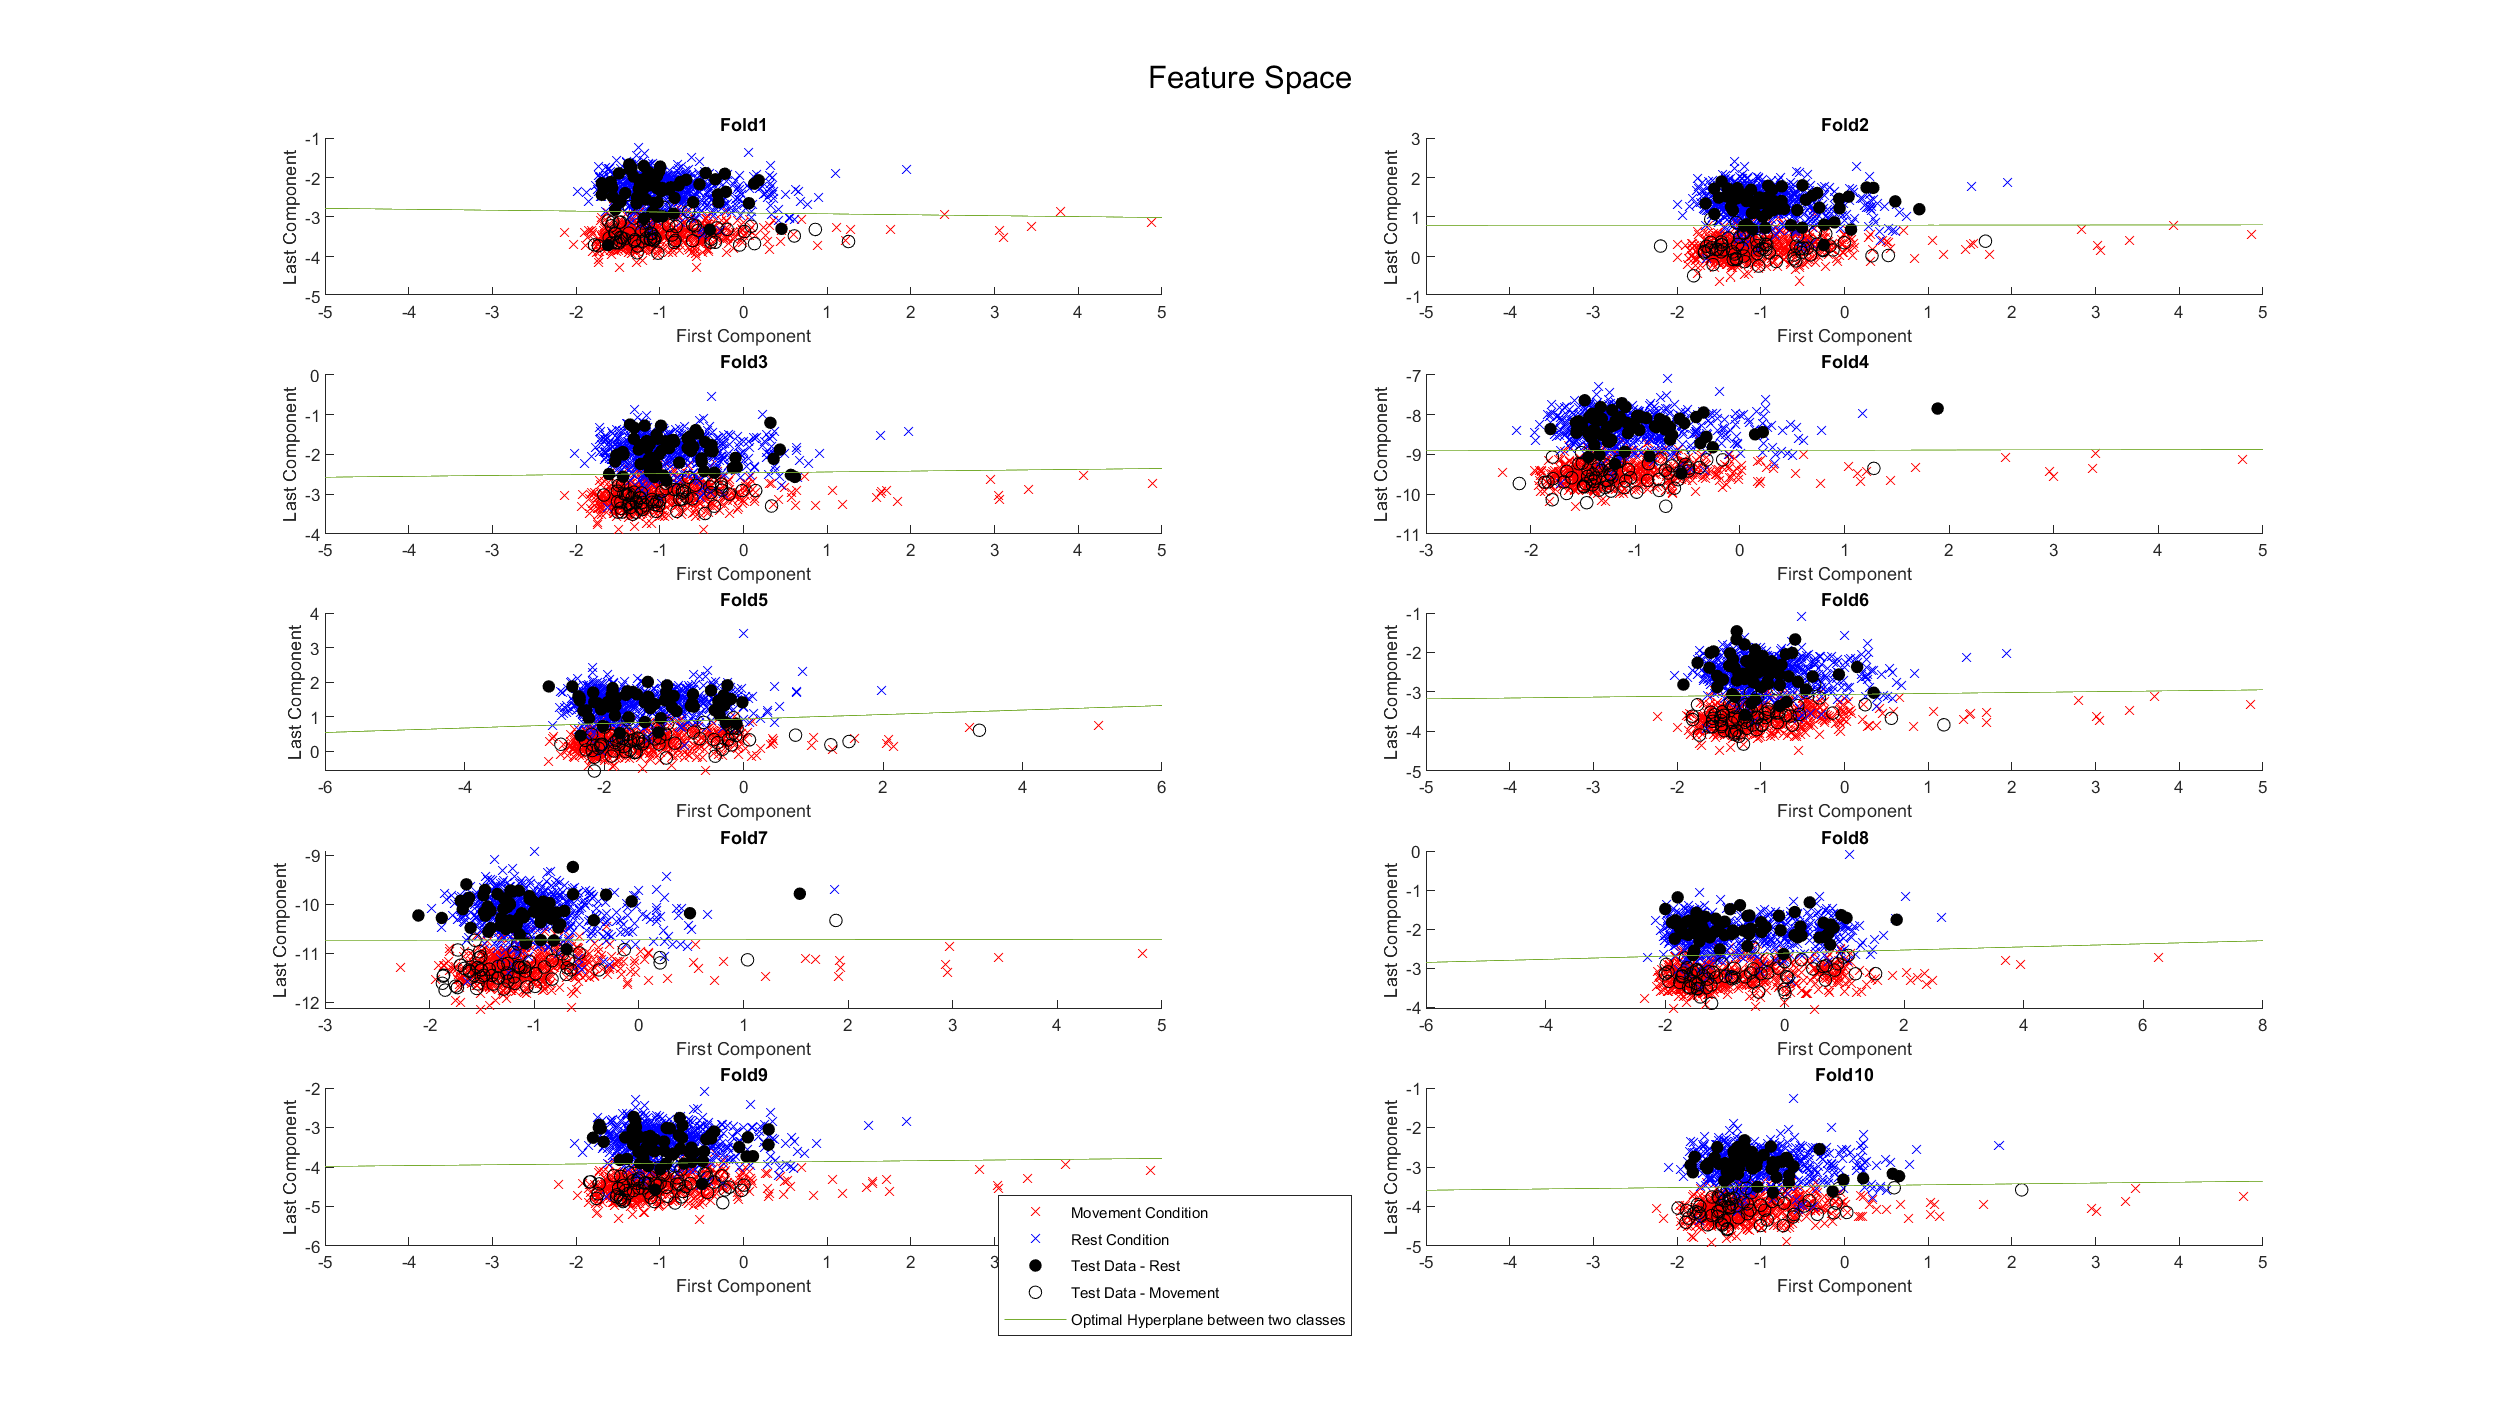 Feature Space
Fold1
-1
-2
-3
-4
-5
Last Component
-5 -4 -3 -2 -1 0 1 2 3 4 5
First Component
Fold2
3
2
1
0
-1
Last Component
-5 -4 -3 -2 -1 0 1 2 3 4 5
First Component
Fold3
0
-1
-2
-3
-4
Last Component
-5 -4 -3 -2 -1 0 1 2 3 4 5
First Component
Fold4
-7
-8
-9
-10
-11
Last Component
-3 -2 -1 0 1 2 3 4 5
First Component
Fold5
4
3
2
1
0
Last Component
-6 -4 -2 0 2 4 6
First Component
Fold6
-1
-2
-3
-4
-5
Last Component
-5 -4 -3 -2 -1 0 1 2 3 4 5
First Component
Fold7
-9
-10
-11
-12
Last Component
-3 -2 -1 0 1 2 3 4 5
First Component
Fold8
0
-1
-2
-3
-4
Last Component
-6 -4 -2 0 2 4 6 8
First Component
Fold9
-2
-3
-4
-5
-6
Last Component
-5 -4 -3 -2 -1 0 1 2 3
First Component
Fold10
-1
-2
-3
-4
-5
Last Component
-5 -4 -3 -2 -1 0 1 2 3 4 5
First Component
Movement Condition
Rest Condition
Test Data - Rest
Test Data - Movement
Optimal Hyperplane between two classes